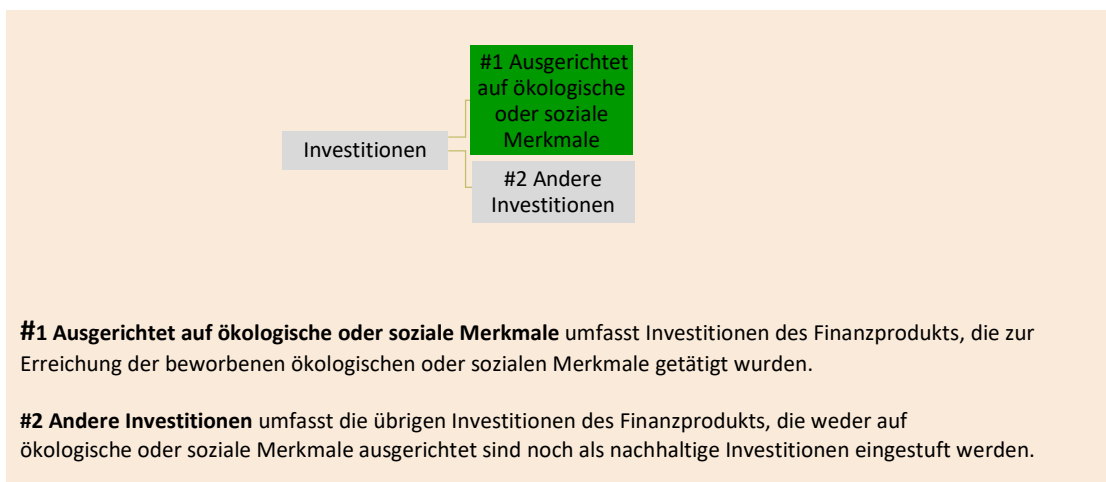 #1 Ausgerichtet
auf ökologische
oder soziale
Merkmale
Investitionen
#2 Andere
Investitionen
#1 Ausgerichtet auf ökologische oder soziale Merkmale umfasst Investitionen des Finanzprodukts, die zur
Erreichung der beworbenen ökologischen oder sozialen Merkmale getätigt wurden.
#2 Andere Investitionen umfasst die übrigen Investitionen des Finanzprodukts, die weder auf
ökologische oder soziale Merkmale ausgerichtet sind noch als nachhaltige Investitionen eingestuft werden.